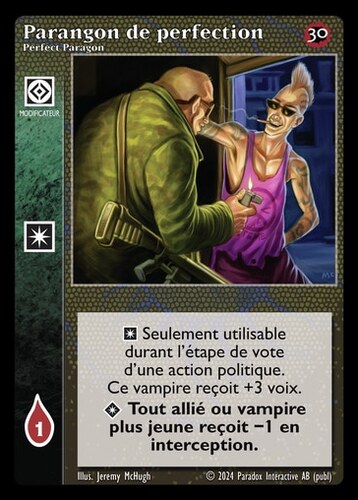 Parangon de perfection
Perfect Paragon
30
MODIFICATEUR
Seulement utilisable
durant l'étape de vote
d'une action politique.
Ce vampire reçoit +3 voix.
Tout allié ou vampire
plus jeune reçoit −1 en
interception.
1
Illus. Jeremy McHugh
© 2024 Paradox Interactive AB (publ)